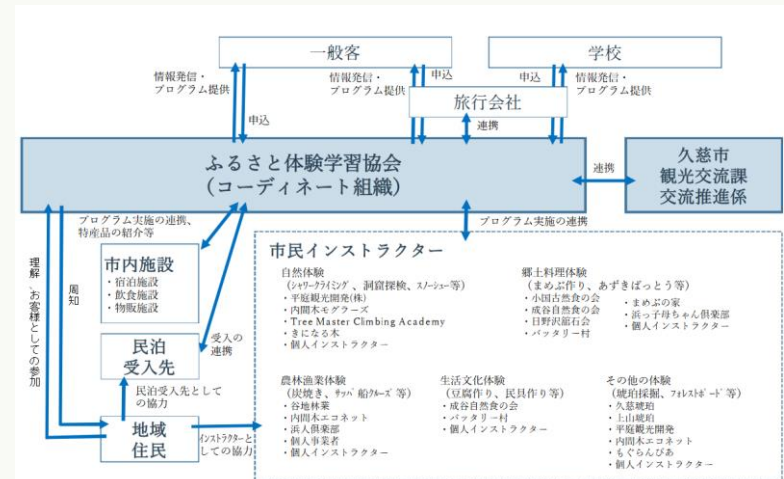 一般客
学校
情報発信・
プログラム提供
申込
情報発信・
プログラム提供
申込
申込
情報発信・
プログラム提供
旅行会社
連携
ふるさと体験学習協会
(コーディネート組織)
連携
久慈市
観光交流課
交流推進係
プログラム実施の連携、
特産品の紹介等
プログラム実施の連携
理解、お客様としての参加
周知
市内施設
・宿泊施設
・飲食施設
・物販施設
民泊
受入先
受入の
連携
民泊受入先として
の協力
地域
住民
インストラクターと
しての協力
市民インストラクター
自然体験
(シャワークライミング、洞窟探検、スノーシュー等)
・平庭観光開発(株)
・内間木モグラーズ
・Tree Master Climbing Academy
・きになる木
・個人インストラクター
郷土料理体験
(まめぶ作り、あずきばっとう等)
・小国古然食の会
・成谷自然食の会
・日野沢舘石会
・バッタリー村
・まめぶの家
・浜っ子母ちゃん倶楽部
・個人インストラクター
農林漁業体験
(炭焼き、サッパ船クルーズ等)
・谷地林業
・内間木エコネット
・浜人倶楽部
・個人事業者
・個人インストラクター
生活文化体験
(豆腐作り、民具作り等)
・成谷自然食の会
・バッタリー村
・個人インストラクター
その他の体験
(琥珀採掘、フォレストボード等)
・久慈琥珀
・上山琥珀
・平庭観光開発
・内間木エコネット
・もぐらんぴあ
・個人インストラクター